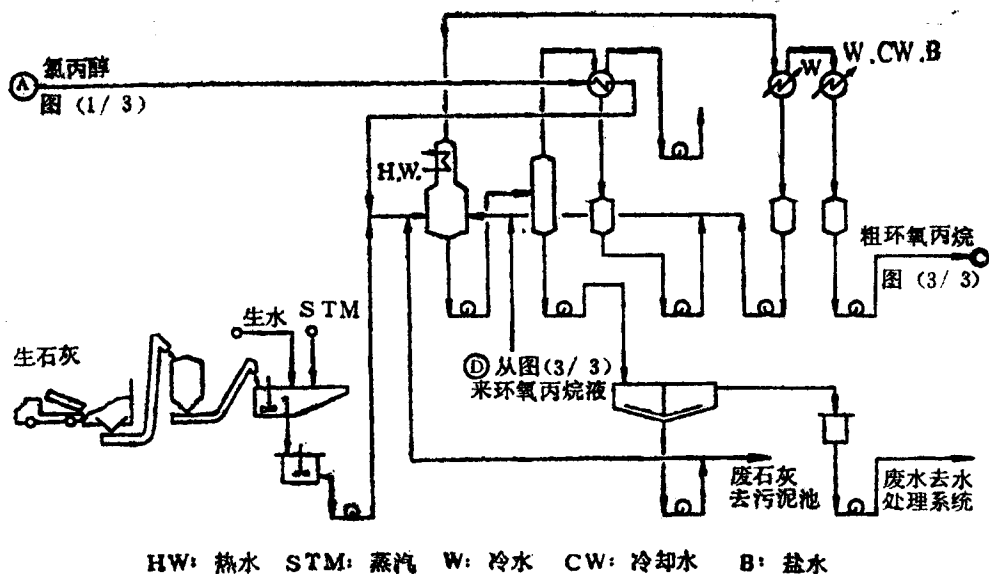 W.CW.B
W
氯丙醇
A
图 (1/3)
H.W.
粗环氧丙烷
图 (3/3)
生水
STM
生石灰
D 从图(3/3)
来环氧丙烷液
废石灰
去污泥池
废水去水
处理系统
HW: 热水 STM: 蒸汽 W: 冷水 CW: 冷却水 B: 盐水